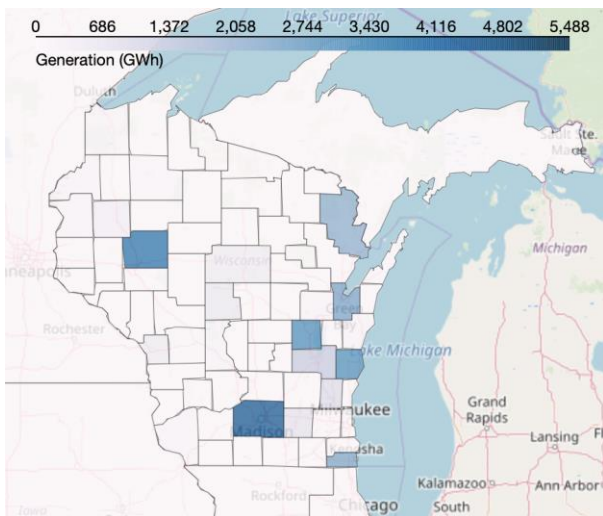 Lake Superior
0 686 1,372 2,058 2,744 3,430 4,116 4,802 5,488
Generation (GWh)
Duluth
Sault Ste.
Marie
Michigan
Wisconsin
Minneapolis
Green
Bay
Rochester
Lake Michigan
Grand
Rapids
Milwaukee
Madison
Lansing
Kenosha
Kalamazoo
Ann Arbor
Rockford
Iowa
Chicago
South